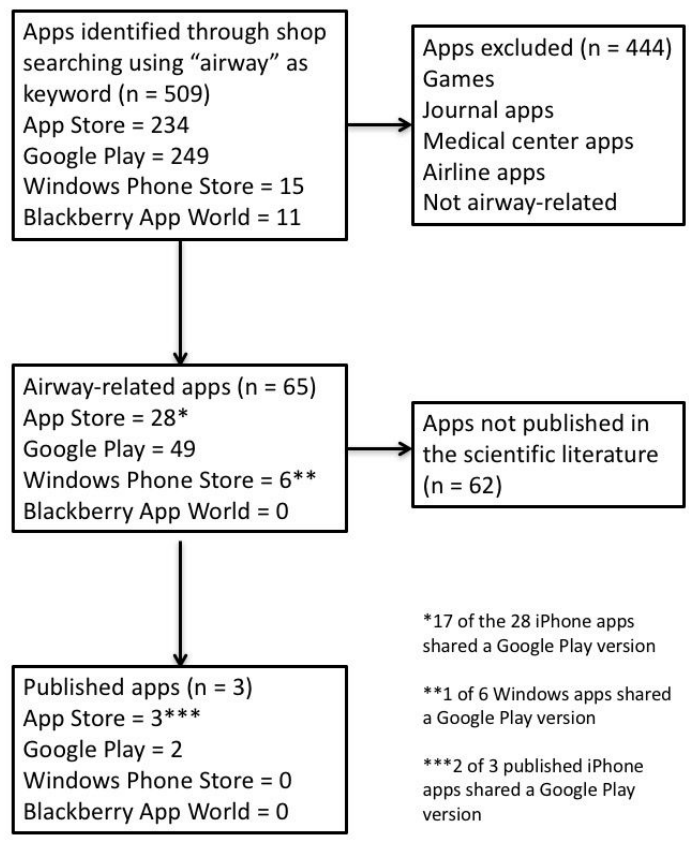 Apps identified through shop
searching using “airway” as
keyword (n = 509)
App Store = 234
Google Play = 249
Windows Phone Store = 15
Blackberry App World = 11
Apps excluded (n = 444)
Games
Journal apps
Medical center apps
Airline apps
Not airway-related
Airway-related apps (n = 65)
App Store = 28*
Google Play = 49
Windows Phone Store = 6**
Blackberry App World = 0
Apps not published in
the scientific literature
(n = 62)
Published apps (n = 3)
App Store = 3***
Google Play = 2
Windows Phone Store = 0
Blackberry App World = 0
*17 of the 28 iPhone apps
shared a Google Play version
**1 of 6 Windows apps shared
a Google Play version
***2 of 3 published iPhone
apps shared a Google Play
version